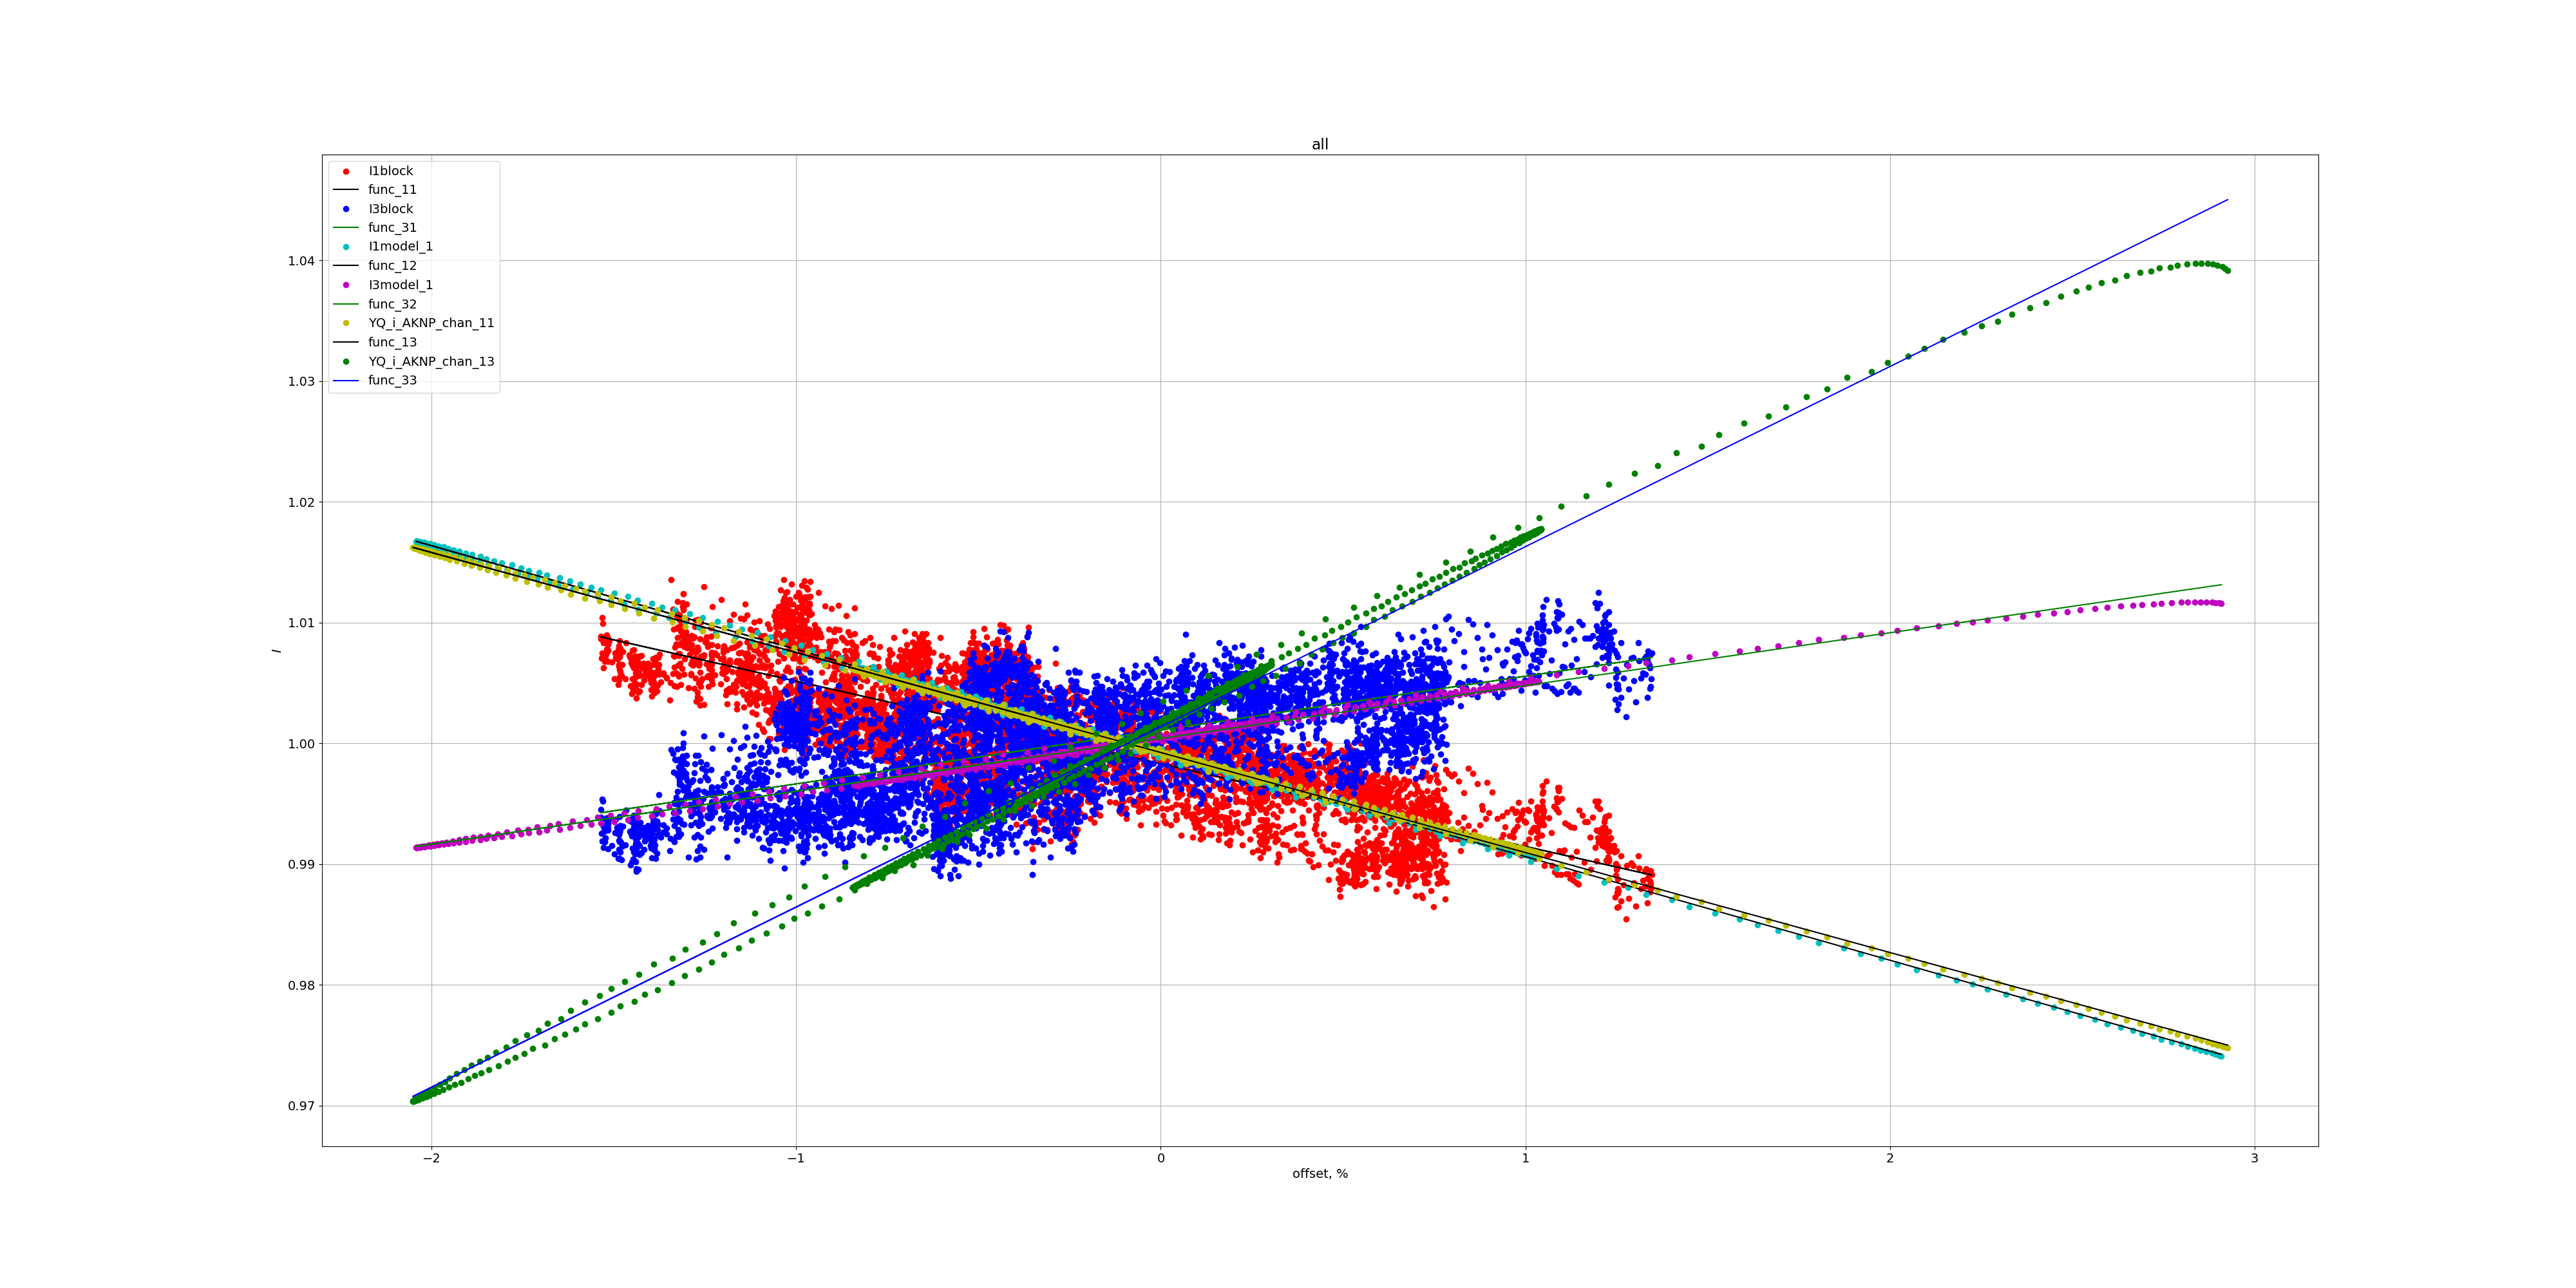 all
I1block
func_11
I3block
func_31
I1model_1
func_12
I3model_1
func_32
YQ_i_AKNP_chan_11
func_13
YQ_i_AKNP_chan_13
func_33
1.04
1.03
1.02
1.01
1.00
0.99
0.98
0.97
I
−2 −1 0 1 2 3
offset, %